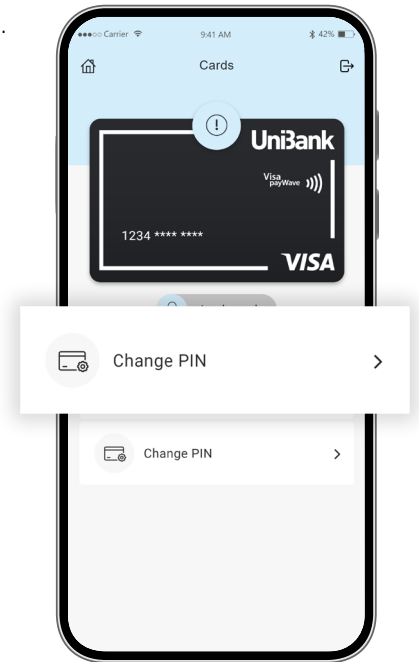 .
Carrier 9:41 AM 42%
Cards
UniBank
Visa
payWave
1234 **** ****
VISA
Change PIN
Change PIN